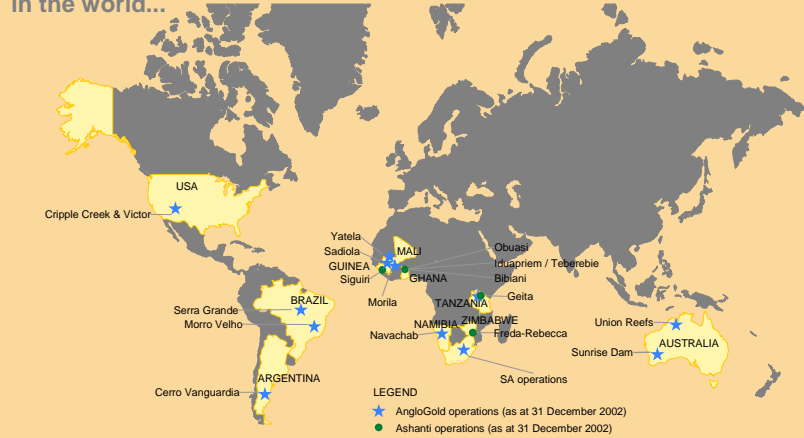 in the world...
USA
Cripple Creek & Victor
Yatela
Sadiola
MALI
GUINEA
Siguiri
GHANA
Morila
Obuasi
Iduapriem / Teberebie
Bibiani
TANZANIA
Geita
BRAZIL
Serra Grande
Morro Velho
NAMIBIA
ZIMBABWE
Navachab
Freda-Rebecca
Union Reefs
AUSTRALIA
Sunrise Dam
SA operations
ARGENTINA
Cerro Vanguardia
LEGEND
AngloGold operations (as at 31 December 2002)
Ashanti operations (as at 31 December 2002)